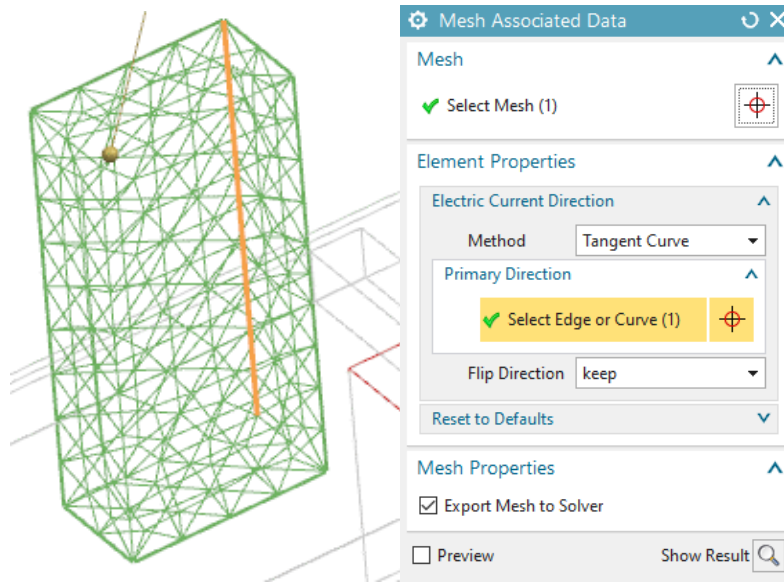 Mesh Associated Data
Mesh
Select Mesh (1)
Element Properties
Electric Current Direction
Method Tangent Curve
Primary Direction
Select Edge or Curve (1)
Flip Direction keep
Reset to Defaults
Mesh Properties
Export Mesh to Solver
Preview Show Result